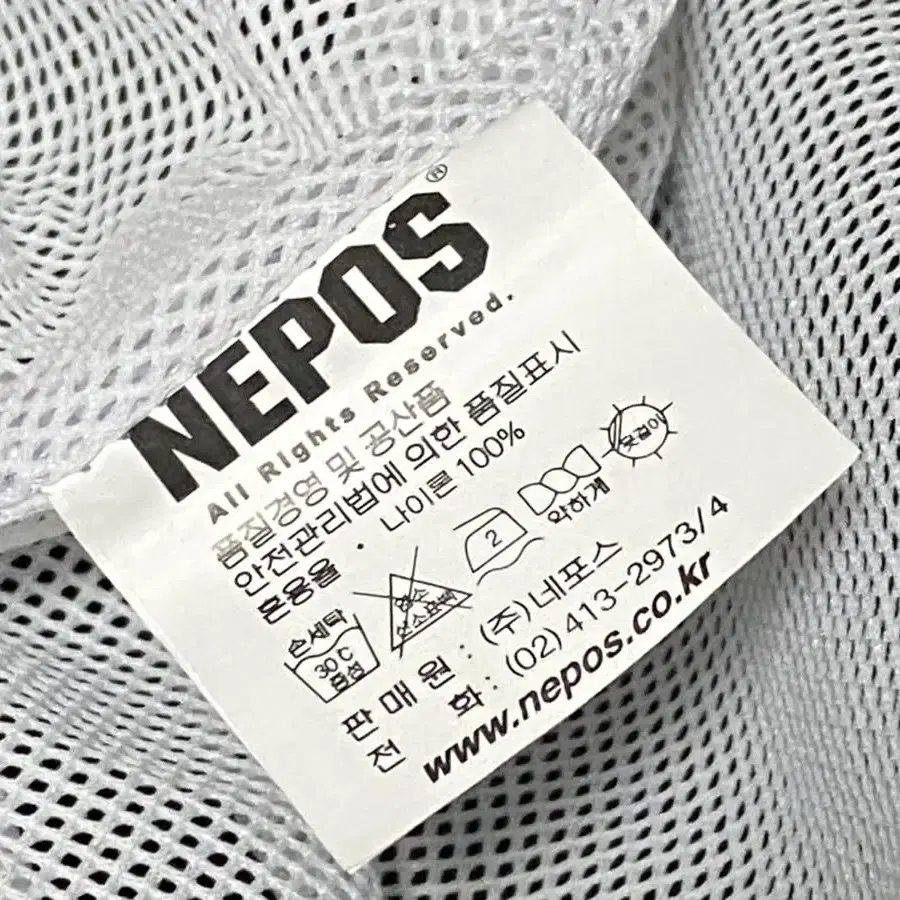 NEPOS®
All Rights Reserved.
품질경영 및 공산품
안전관리법에 의한 품질표시
혼용율 · 나이론 100%
손세탁
30℃
중성
염소
산소표백
2
약하게
옷걸이
판 매 원 : (주)네포스
전 화 : (02) 413-2973/4
www.nepos.co.kr